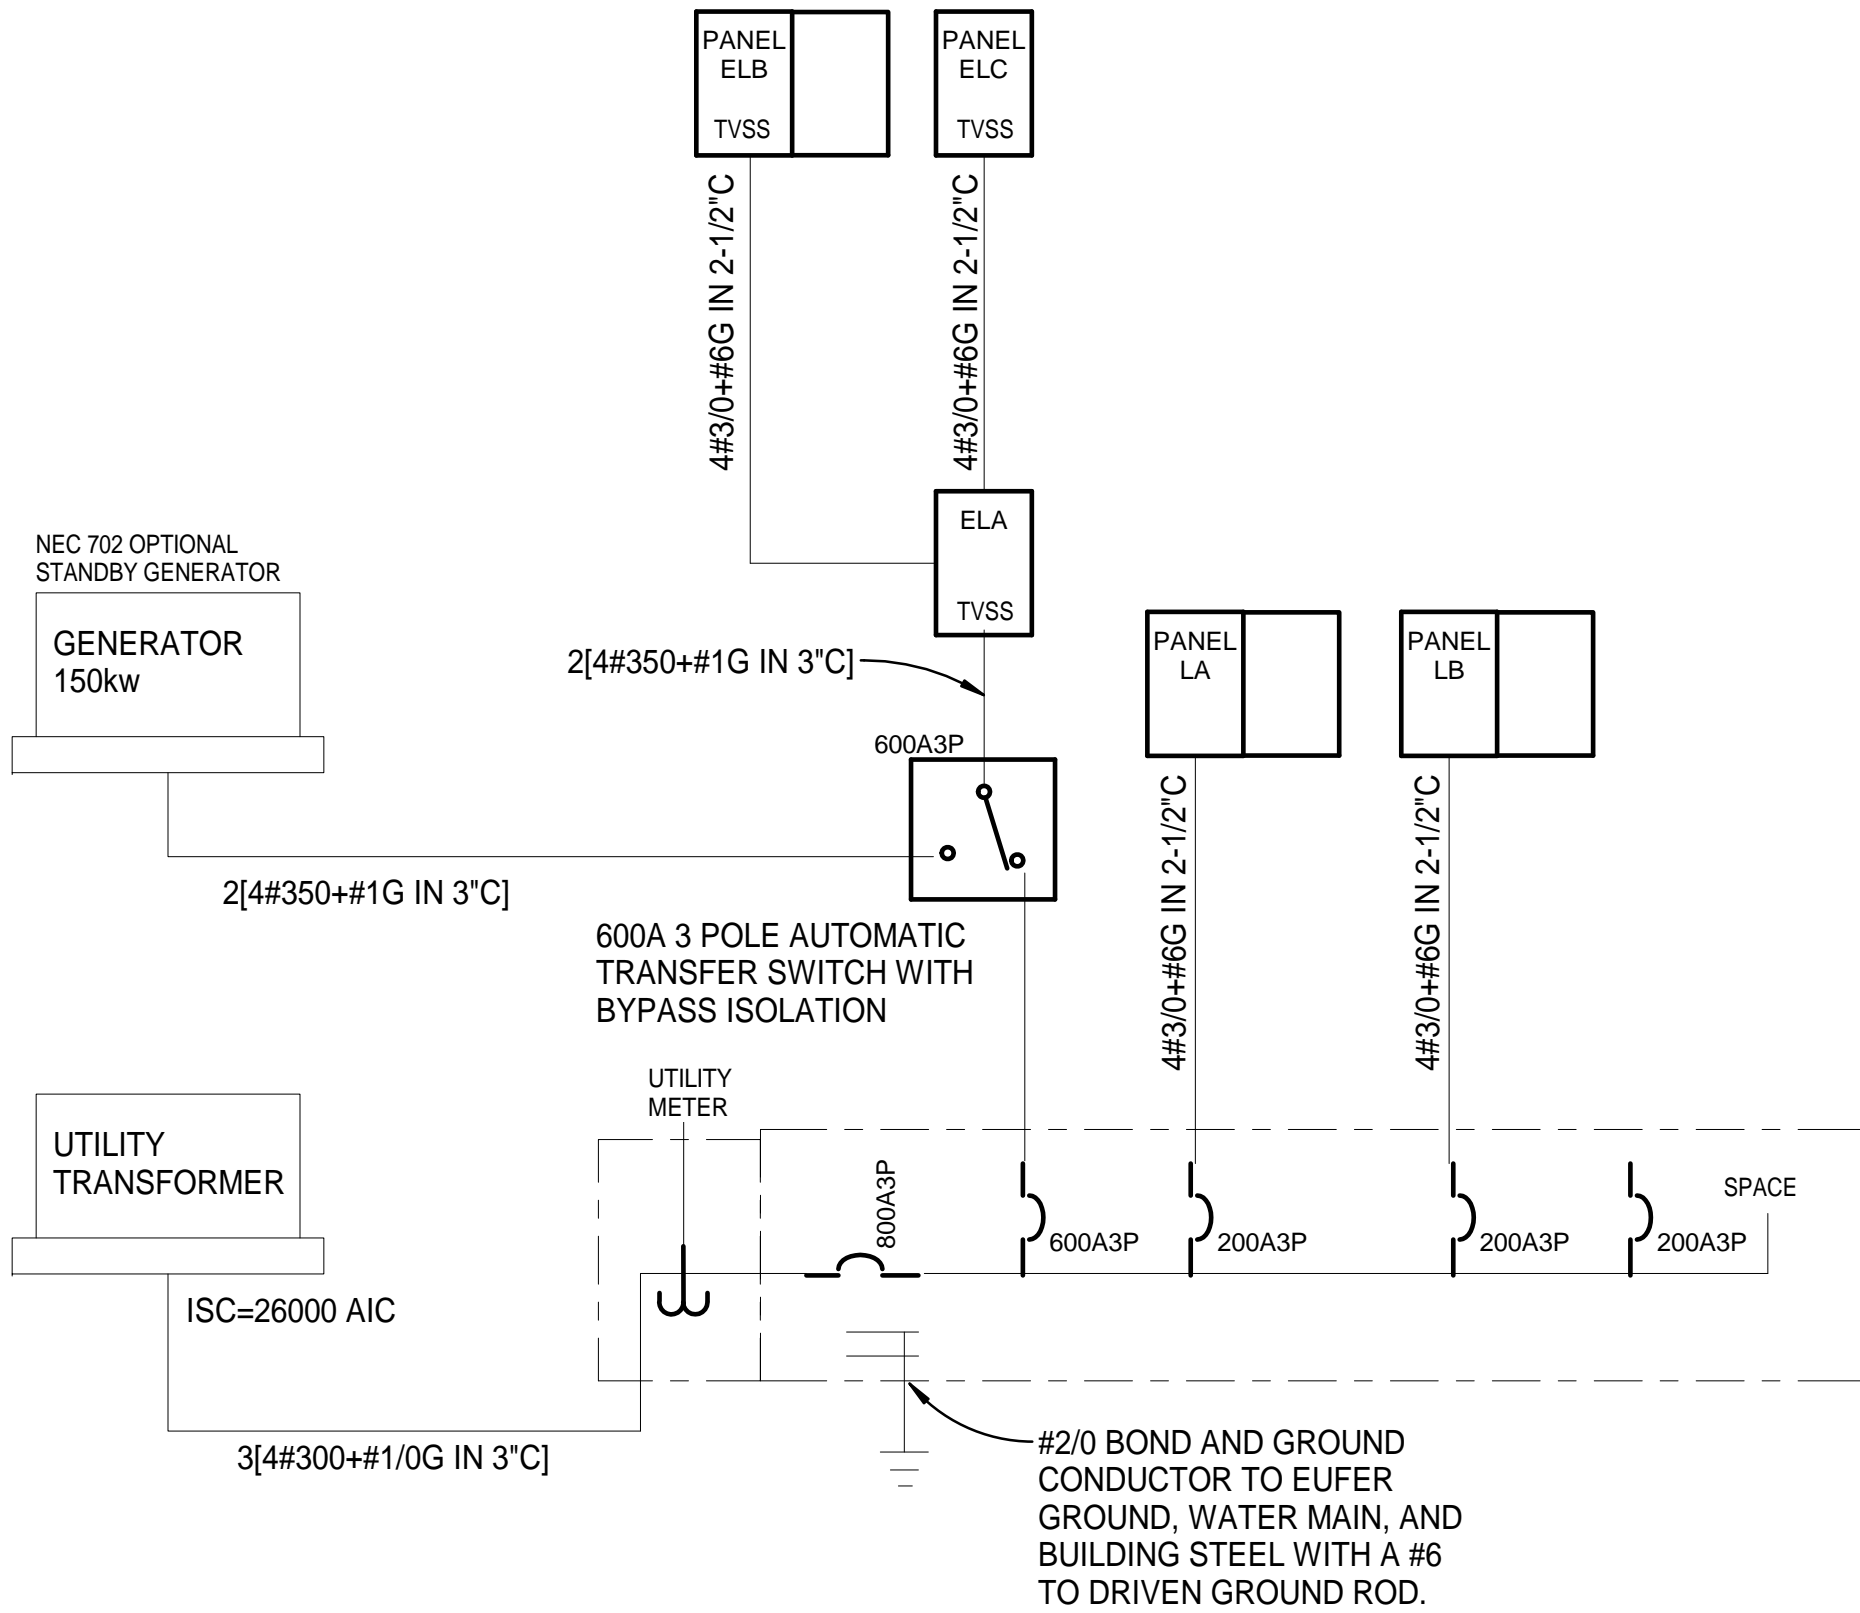 PANEL
ELB
TVSS
PANEL
ELC
TVSS
4#3/0+#6G IN 2-1/2"C
4#3/0+#6G IN 2-1/2"C
ELA
TVSS
NEC 702 OPTIONAL
STANDBY GENERATOR
GENERATOR
150kw
2[4#350+#1G IN 3"C]
PANEL
LA
PANEL
LB
600A3P
2[4#350+#1G IN 3"C]
600A 3 POLE AUTOMATIC
TRANSFER SWITCH WITH
BYPASS ISOLATION
4#3/0+#6G IN 2-1/2"C
4#3/0+#6G IN 2-1/2"C
UTILITY
METER
UTILITY
TRANSFORMER
ISC=26000 AIC
800A3P
600A3P
200A3P
200A3P
200A3P
SPACE
3[4#300+#1/0G IN 3"C]
#2/0 BOND AND GROUND
CONDUCTOR TO EUFER
GROUND, WATER MAIN, AND
BUILDING STEEL WITH A #6
TO DRIVEN GROUND ROD.